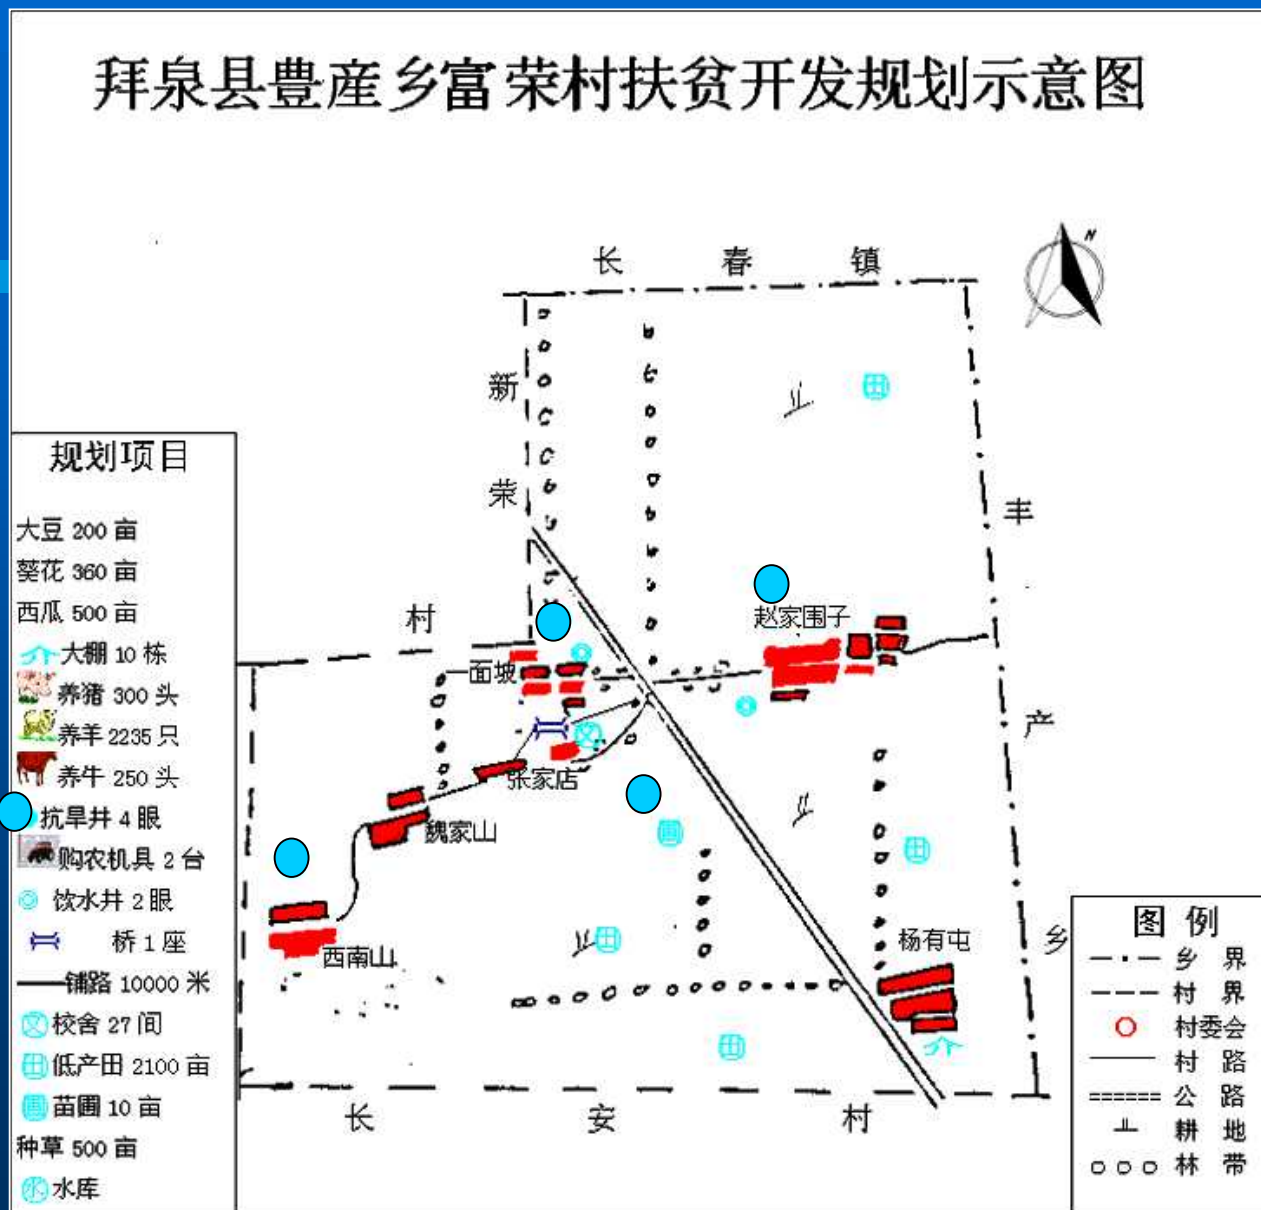 拜泉县豊産乡富荣村扶贫开发规划示意图
N
长 春 镇
新
荣
村
丰
产
乡
赵家围子
一面坡
张家店
魏家山
西南山
杨有屯
长 安 村
规划项目
大豆 200 亩
葵花 360 亩
西瓜 500 亩
大棚 10 栋
养猪 300 头
养羊 2235 只
养牛 250 头
抗旱井 4 眼
购农机具 2 台
饮水井 2 眼
桥 1 座
铺路 10000 米
校舍 27 间
低产田 2100 亩
苗圃 10 亩
种草 500 亩
水库
图 例
乡 界
村 界
村委会
村 路
公 路
耕 地
林 带